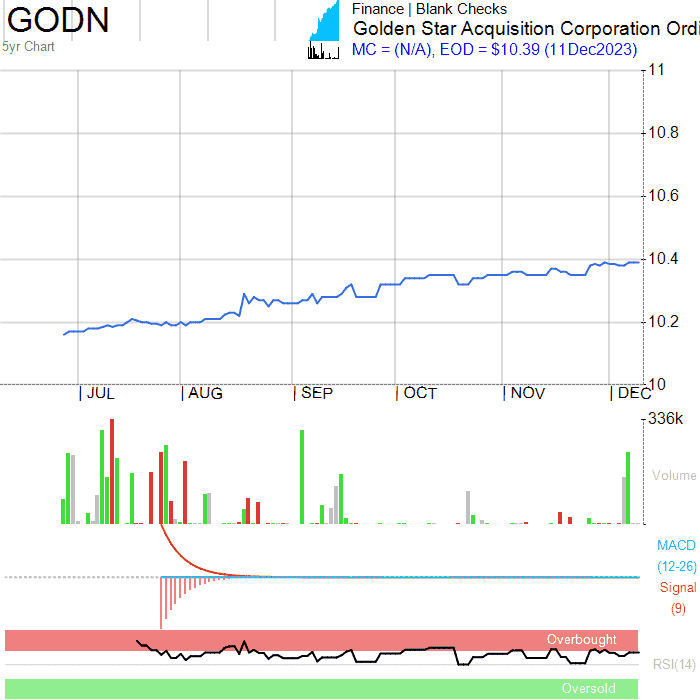 GODN
Finance | Blank Checks
Golden Star Acquisition Corporation Ordi
5yr Chart
MC = (N/A), EOD = $10.39 (11Dec2023)
11
10.8
10.6
10.4
10.2
10
JUL AUG SEP OCT NOV DEC
336k
Volume
MACD
(12-26)
Signal
(9)
Overbought
RSI(14)
Oversold